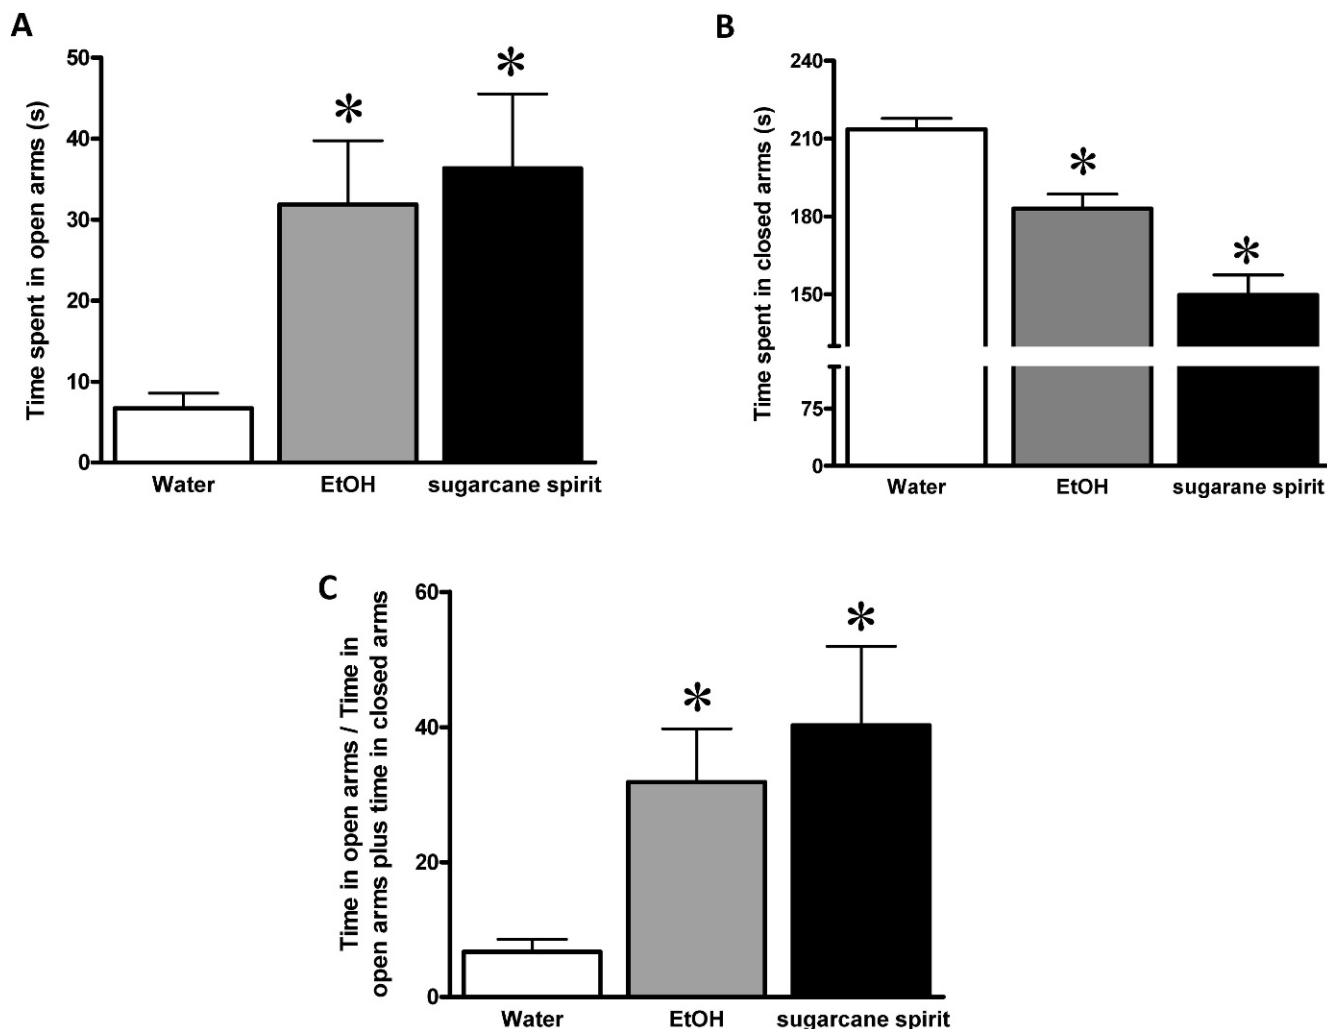 A
Time spent in open arms (s)
50
40
30
20
10
0
*
*
Water EtOH sugarcane spirit
B
Time spent in closed arms (s)
240
210
180
150
75
0
*
*
Water EtOH sugarane spirit
C
Time in open arms / Time in
open arms plus time in closed arms
60
40
20
0
*
*
Water EtOH sugarcane spirit